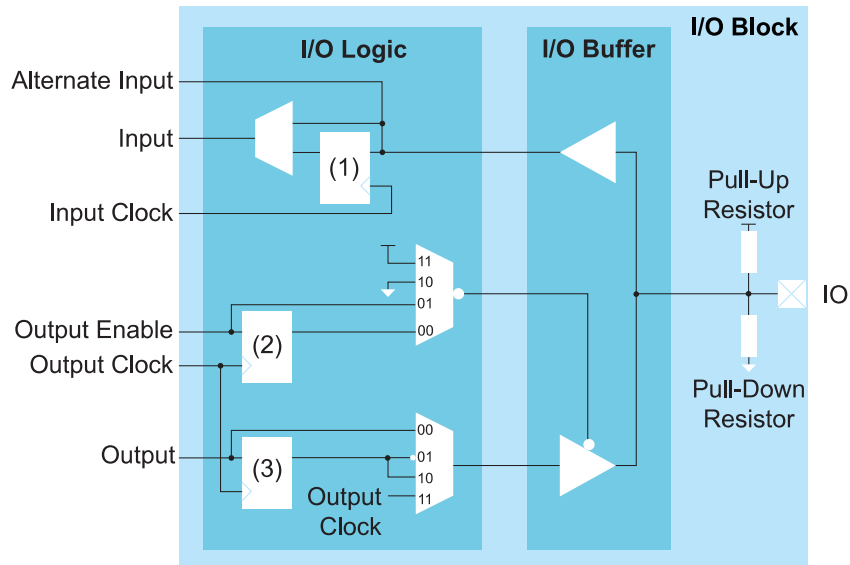 I/O Block
I/O Logic
I/O Buffer
Alternate Input
Input
(1)
Input Clock
Pull-Up
Resistor
11
10
01
00
IO
Output Enable
(2)
Output Clock
Pull-Down
Resistor
00
01
10
11
Output
(3)
Output
Clock